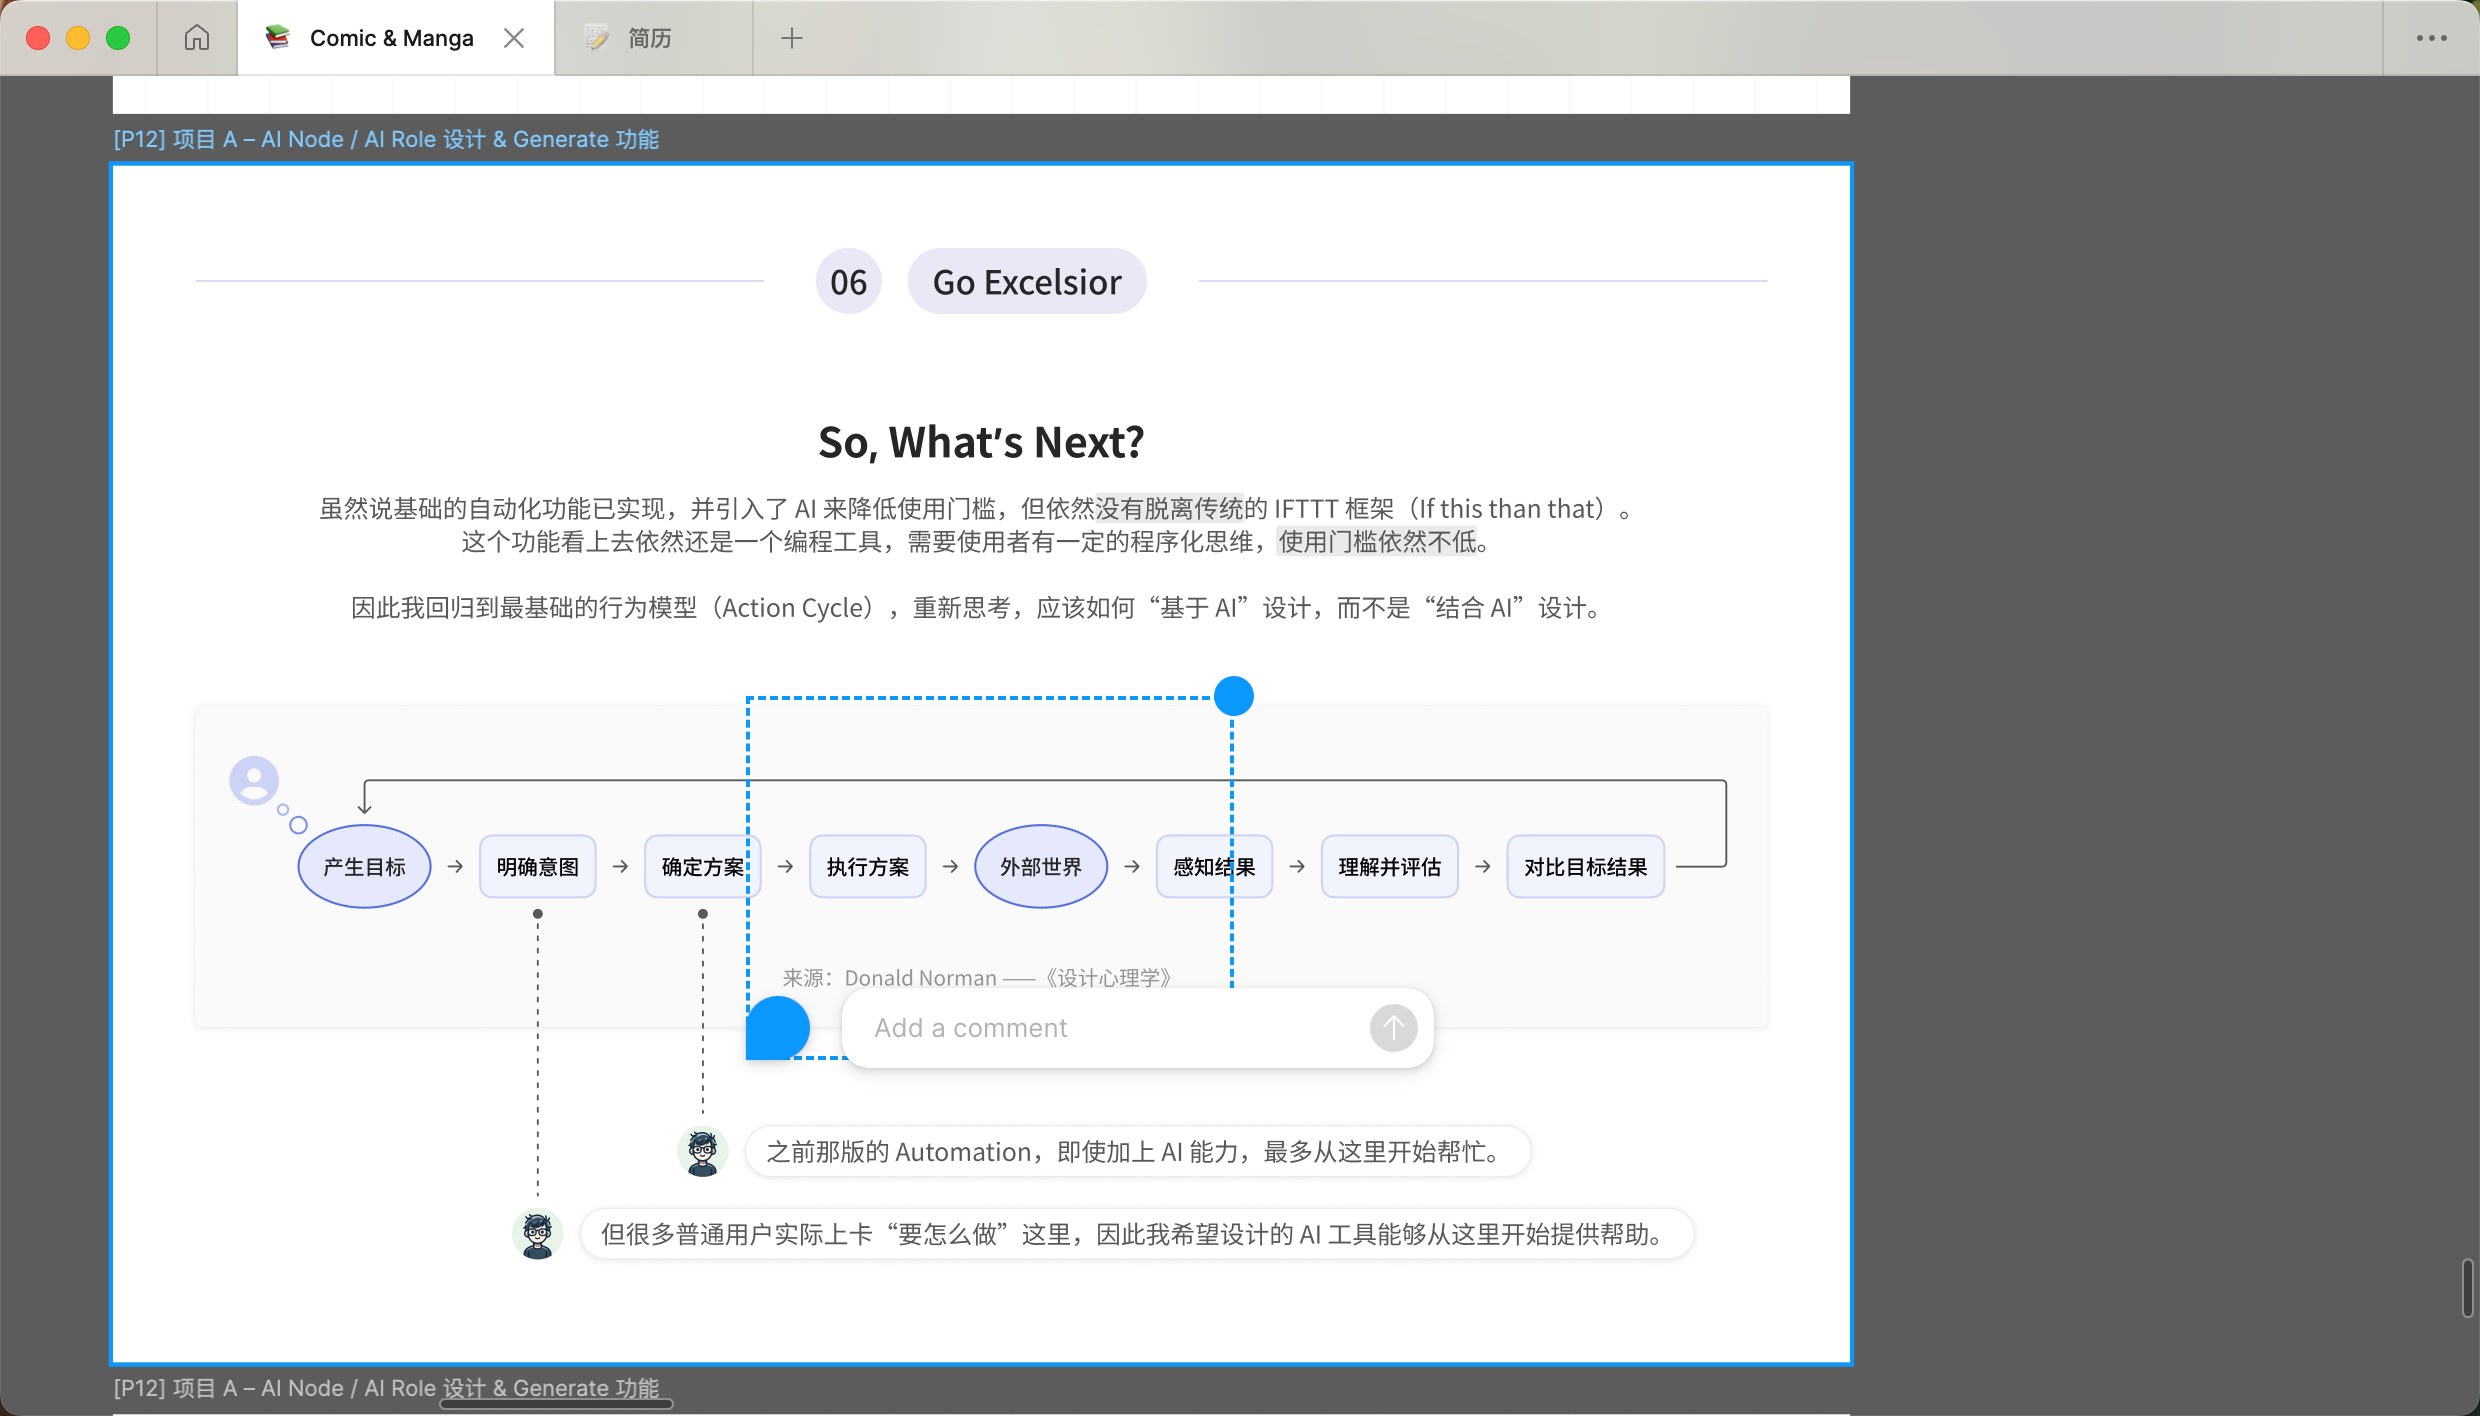 Comic & Manga
简历
[P12] 项目 A – AI Node / AI Role 设计 & Generate 功能
06
Go Excelsior
So, What's Next?
虽然说基础的自动化功能已实现，并引入了 AI 来降低使用门槛，但依然没有脱离传统的 IFTTT 框架（If this than that）。
这个功能看上去依然还是一个编程工具，需要使用者有一定的程序化思维，使用门槛依然不低。
因此我回归到最基础的行为模型（Action Cycle），重新思考，应该如何“基于 AI”设计，而不是“结合 AI”设计。
产生目标
明确意图
确定方案
执行方案
外部世界
感知结果
理解并评估
对比目标结果
来源：Donald Norman ——《设计心理学》
Add a comment
之前那版的 Automation，即使加上 AI 能力，最多从这里开始帮忙。
但很多普通用户实际上卡“要怎么做”这里，因此我希望设计的 AI 工具能够从这里开始提供帮助。
[P12] 项目 A – AI Node / AI Role 设计 & Generate 功能